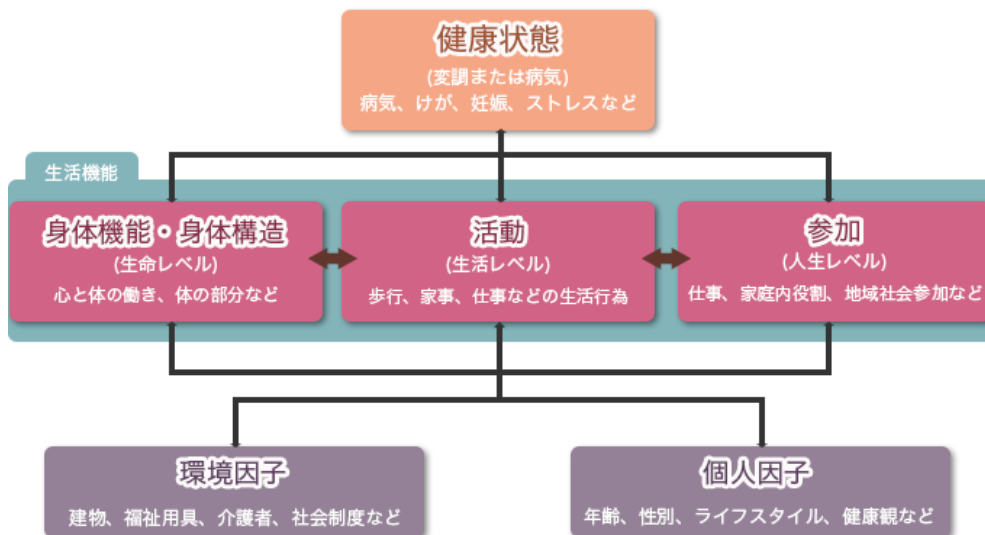 健康状態
(変調または病気)
病気、けが、妊娠、ストレスなど
生活機能
身体機能・身体構造
(生命レベル)
心と体の働き、体の部分など
活動
(生活レベル)
歩行、家事、仕事などの生活行為
参加
(人生レベル)
仕事、家庭内役割、地域社会参加など
環境因子
建物、福祉用具、介護者、社会制度など
個人因子
年齢、性別、ライフスタイル、健康観など